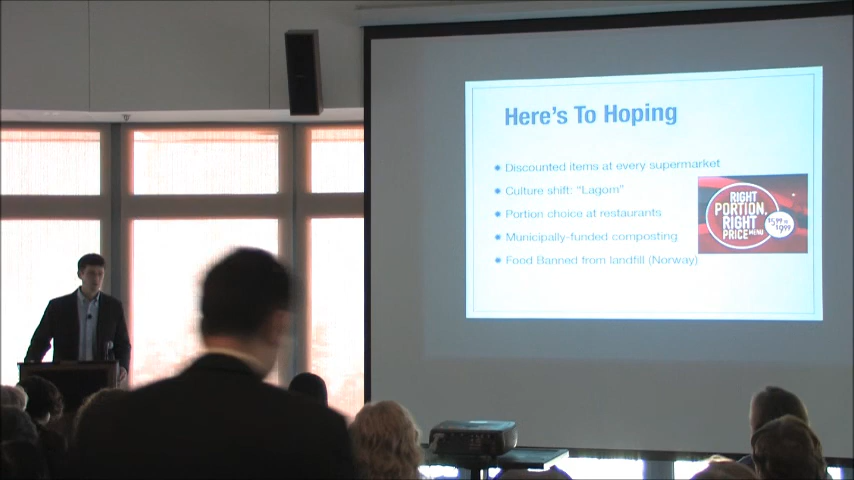 Here's To Hoping
Discounted items at every supermarket
Culture shift: "Lagom"
Portion choice at restaurants
Municipally-funded composting
Food Banned from landfill (Norway)
RIGHT
PORTION,
RIGHT
PRICE MENU